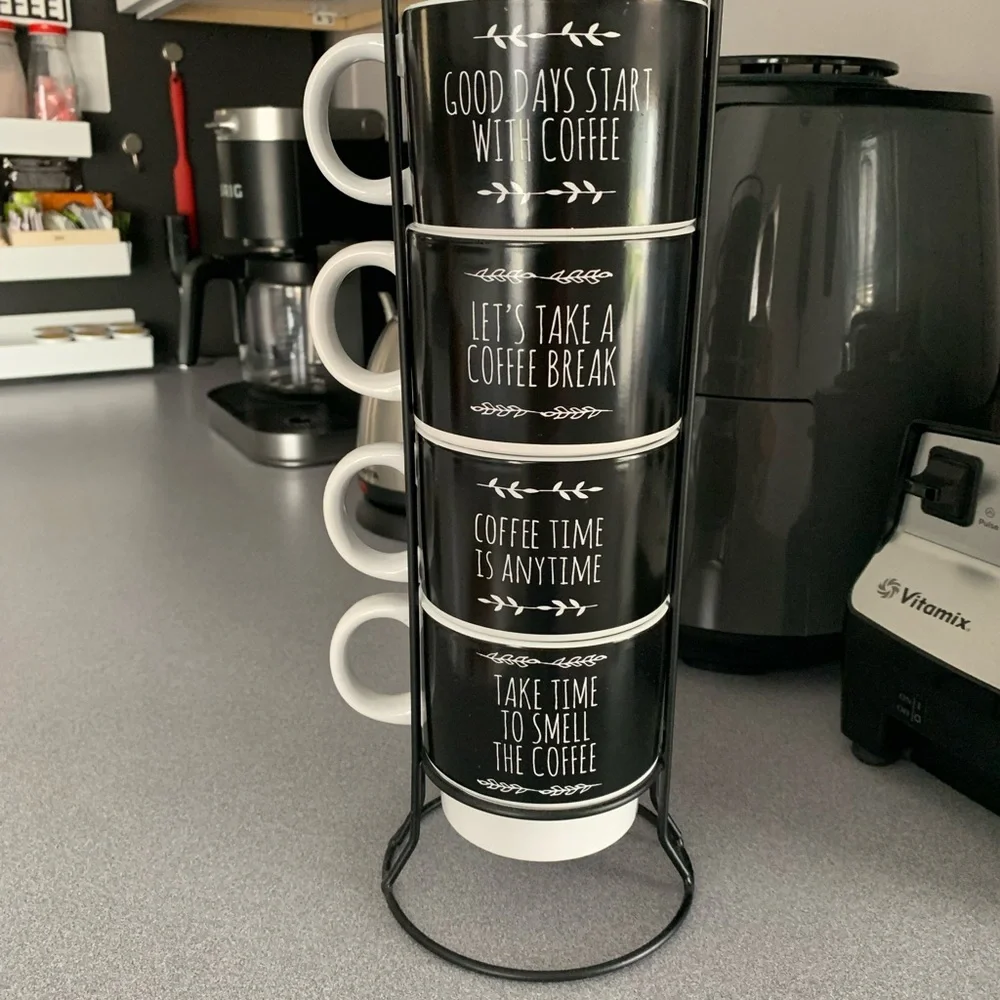 GOOD DAYS START
WITH COFFEE
LET'S TAKE A
COFFEE BREAK
COFFEE TIME
IS ANYTIME
TAKE TIME
TO SMELL
THE COFFEE
Pulse
Vitamix